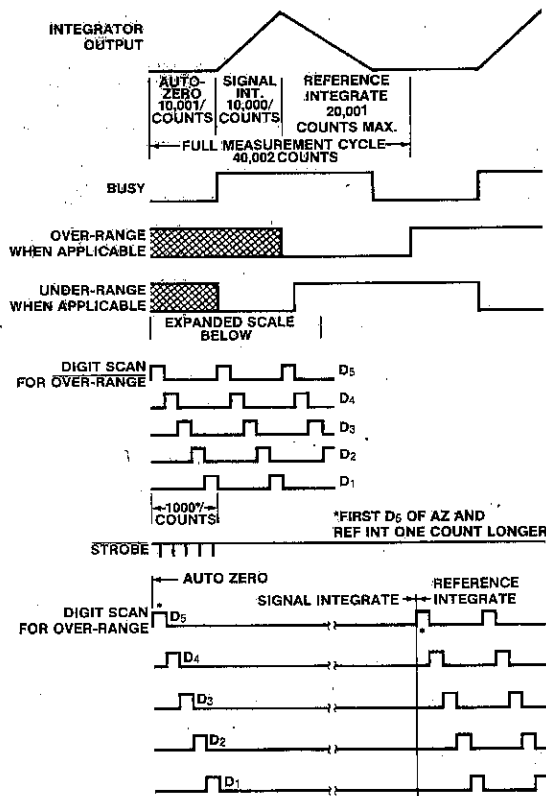 INTEGRATOR
OUTPUT
AUTO-
ZERO
10,001/
COUNTS
SIGNAL
INT.
10,000/
COUNTS
REFERENCE
INTEGRATE
20,001
COUNTS MAX.
FULL MEASUREMENT CYCLE
40,002 COUNTS
BUSY
OVER-RANGE
WHEN APPLICABLE
UNDER-RANGE
WHEN APPLICABLE
EXPANDED SCALE
BELOW
DIGIT SCAN
FOR OVER-RANGE
D5
D4
D3
D2
D1
1000*/
COUNTS
*FIRST D5 OF AZ AND
REF INT ONE COUNT LONGER
STROBE
AUTO ZERO
SIGNAL INTEGRATE
REFERENCE
INTEGRATE
DIGIT SCAN
FOR OVER-RANGE
* D5
*
D4
D3
D2
D1